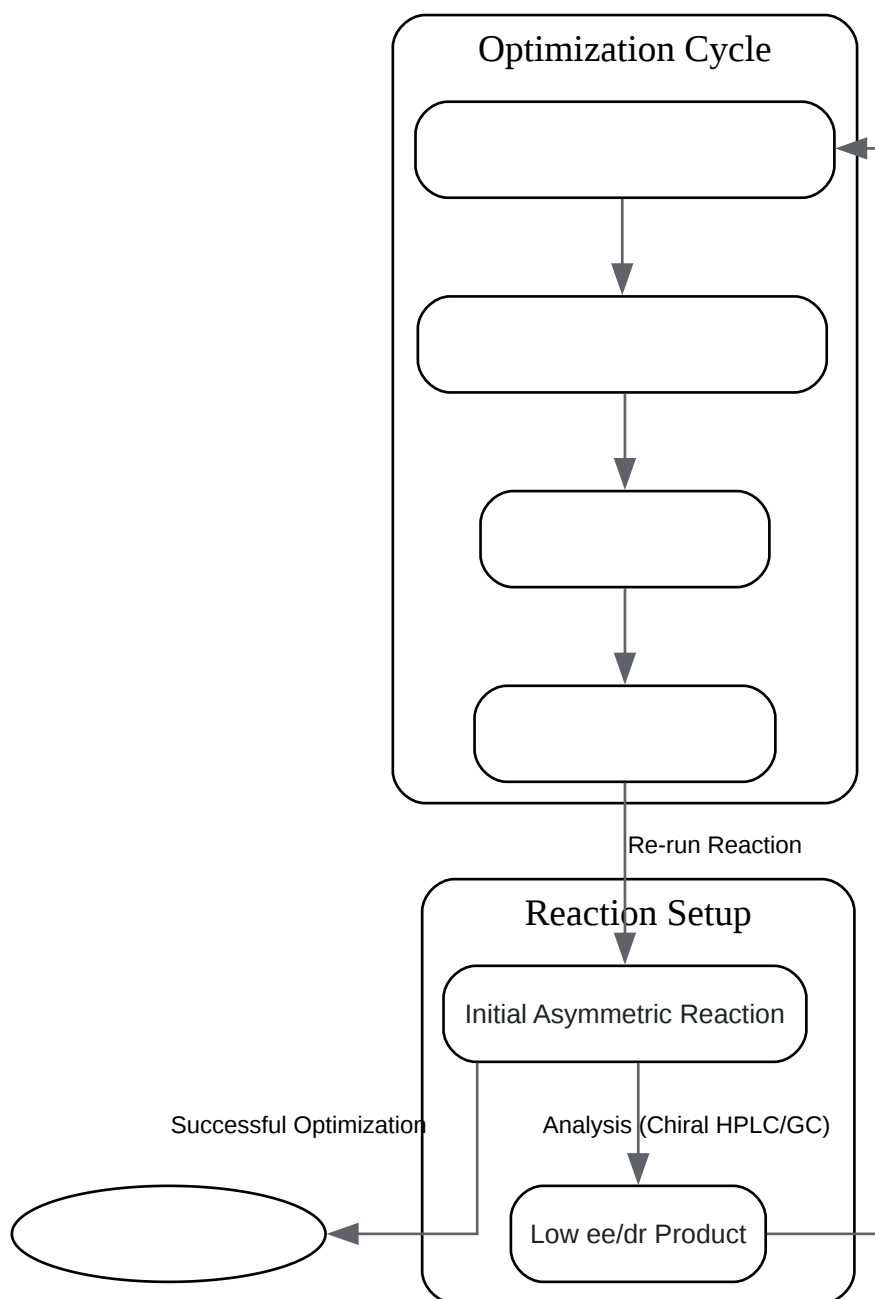 Optimization Cycle
Re-run Reaction
Reaction Setup
Initial Asymmetric Reaction
Successful Optimization
Analysis (Chiral HPLC/GC)
Low ee/dr Product